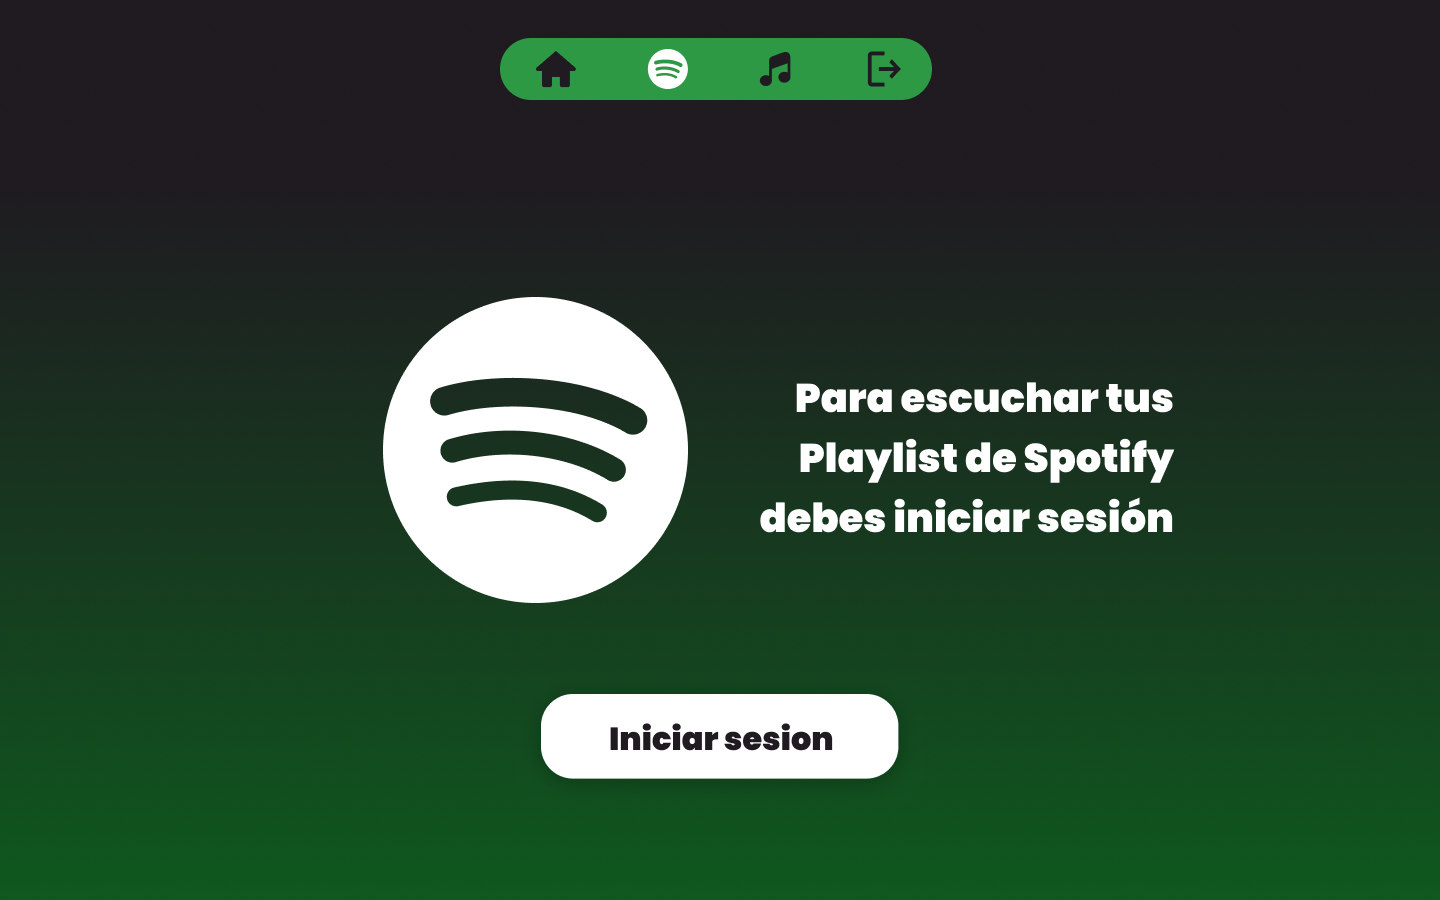 Para escuchar tus
Playlist de Spotify
debes iniciar sesión
Iniciar sesion